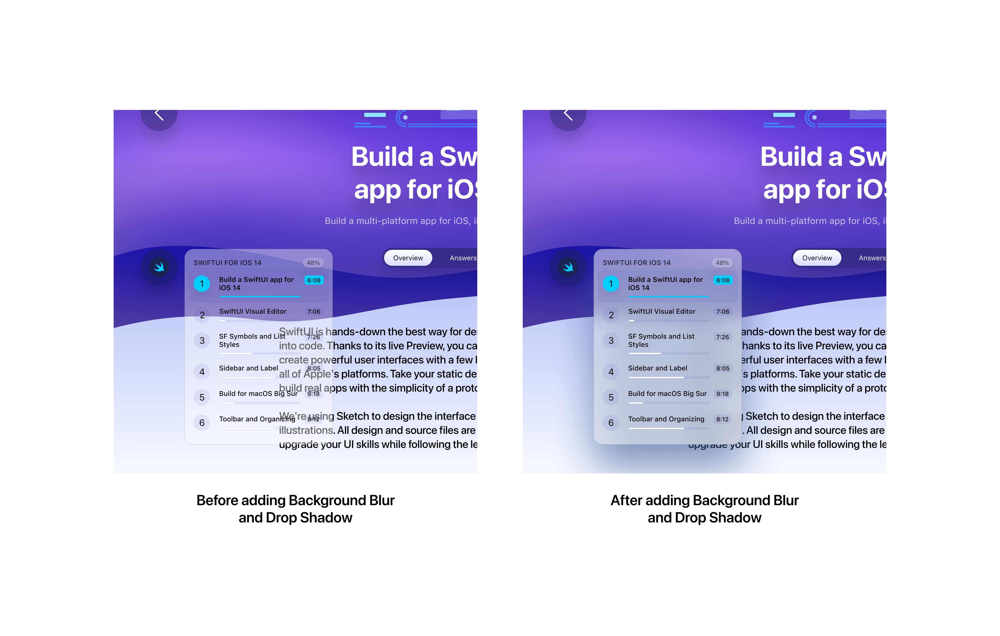 Build a Sw
app for iOS
Build a multi-platform app for iOS, i
Overview
Answers
SWIFTUI FOR IOS 14
48%
1
Build a SwiftUI app for
iOS 14
6:08
2
SwiftUI Visual Editor
7:06
3
SF Symbols and List
Styles
7:26
4
Sidebar and Label
8:05
5
Build for macOS Big Sur
9:18
6
Toolbar and Organizing
8:12
SwiftUI is hands-down the best way for de
into code. Thanks to its live Preview, you ca
create powerful user interfaces with a few l
all of Apple's platforms. Take your static de
build real apps with the simplicity of a proto
We're using Sketch to design the interface
illustrations. All design and source files are
upgrade your UI skills while following the le
Before adding Background Blur
and Drop Shadow
Build a Sw
app for iOS
Build a multi-platform app for iOS, i
Overview
Answers
SWIFTUI FOR IOS 14
48%
1
Build a SwiftUI app for
iOS 14
6:08
2
SwiftUI Visual Editor
7:06
3
SF Symbols and List
Styles
7:26
4
Sidebar and Label
8:05
5
Build for macOS Big Sur
9:18
6
Toolbar and Organizing
8:12
ands-down the best way for de
hanks to its live Preview, you ca
erful user interfaces with a few l
's platforms. Take your static de
ps with the simplicity of a proto
Sketch to design the interface
. All design and source files are
upgrade your UI skills while following the le
After adding Background Blur
and Drop Shadow